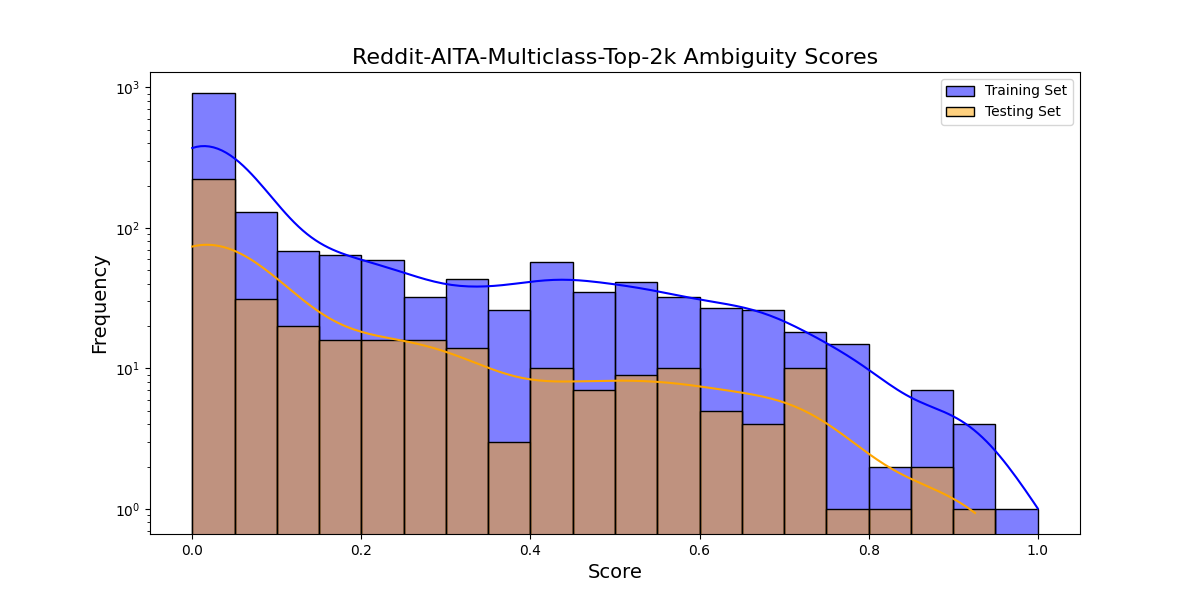 Reddit-AITA-Multiclass-Top-2k Ambiguity Scores
Training Set
Testing Set
Frequency
10³
10²
10¹
10⁰
0.0 0.2 0.4 0.6 0.8 1.0
Score